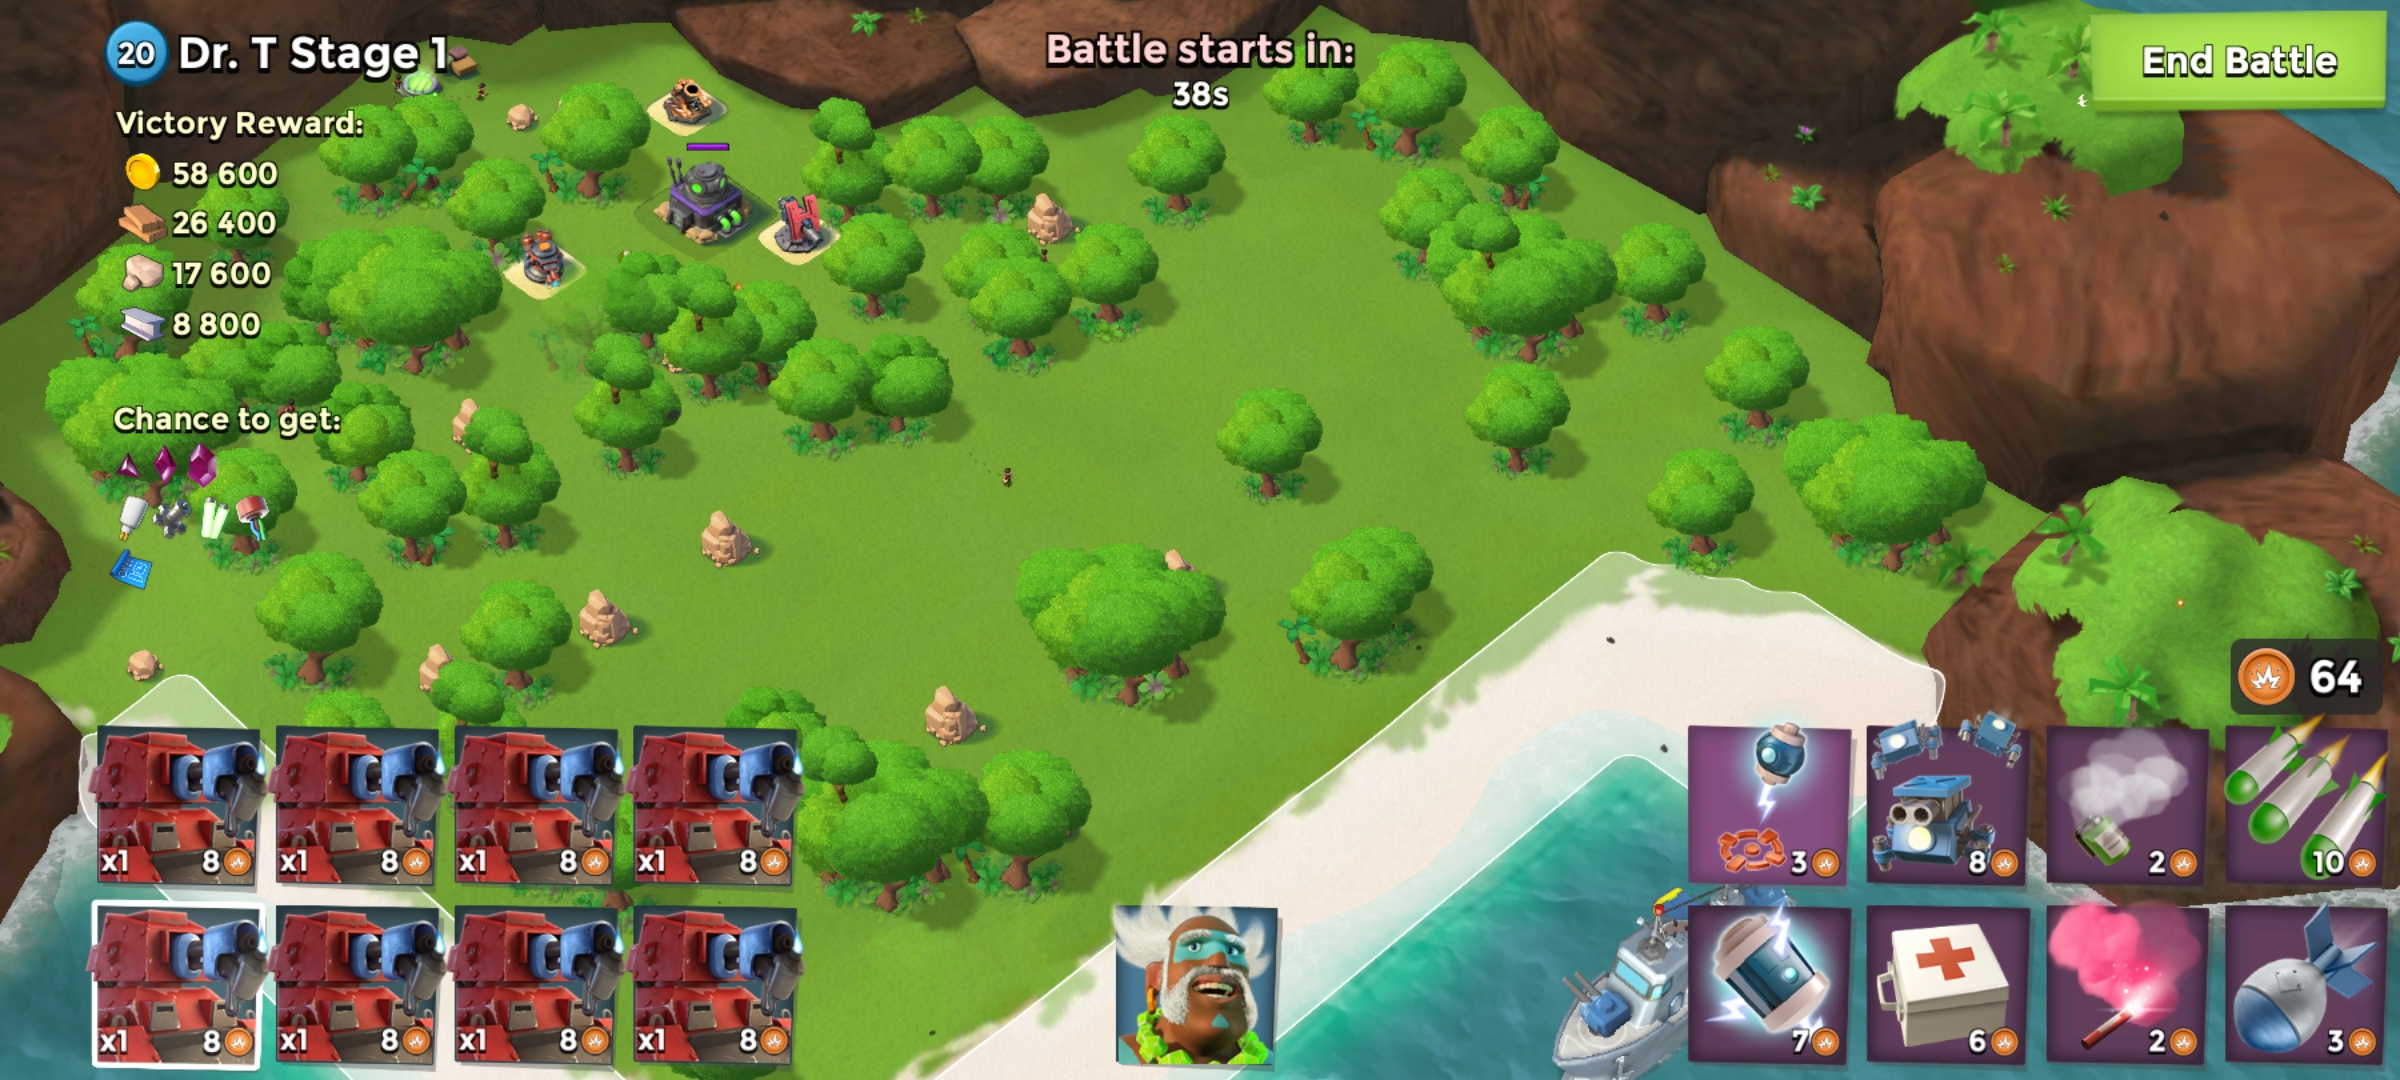 20 Dr. T Stage 1
Battle starts in:
38s
End Battle
Victory Reward:
58 600
26 400
17 600
8 800
Chance to get:
64
x1 8
x1 8
x1 8
x1 8
3
8
2
10
x1 8
x1 8
x1 8
x1 8
7
6
2
3